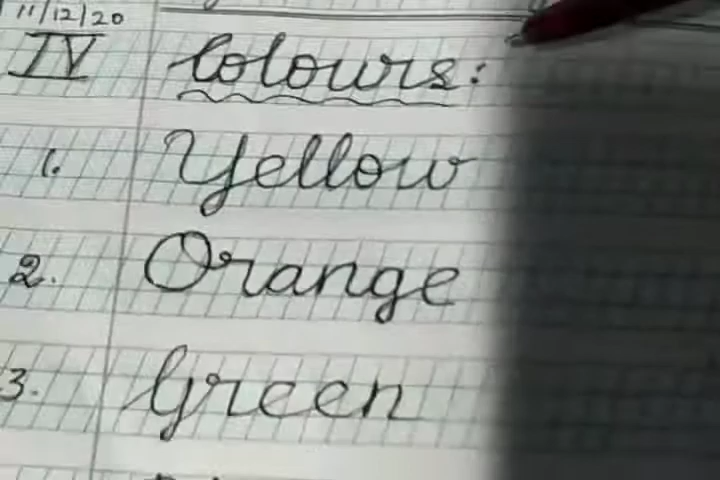 11/12/20
IV Colours:
1. Yellow
2. Orange
3. Green